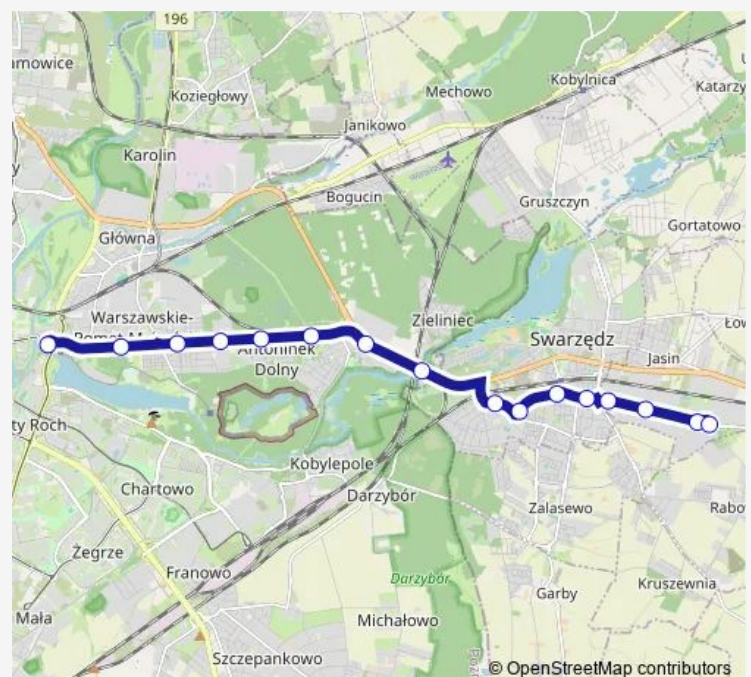 196
amowice
Koziegłowy
Kobylnica
Mechowo
Katarzy
Janikowo
Karolin
Bogucin
Gruszczyn
Gortatowo
Główna
Warszawskie-
Zieliniec
Swarzędz
Antoninek
Dolny
Jasin
ty Roch
Kobylepole
Chartowo
Darzybór
Zalasewo
Rabo
Żegrze
Franowo
Darzybór
Garby
Kruszewnia
Mała
Michałowo
Szczepankowo
© OpenStreetMap contributors